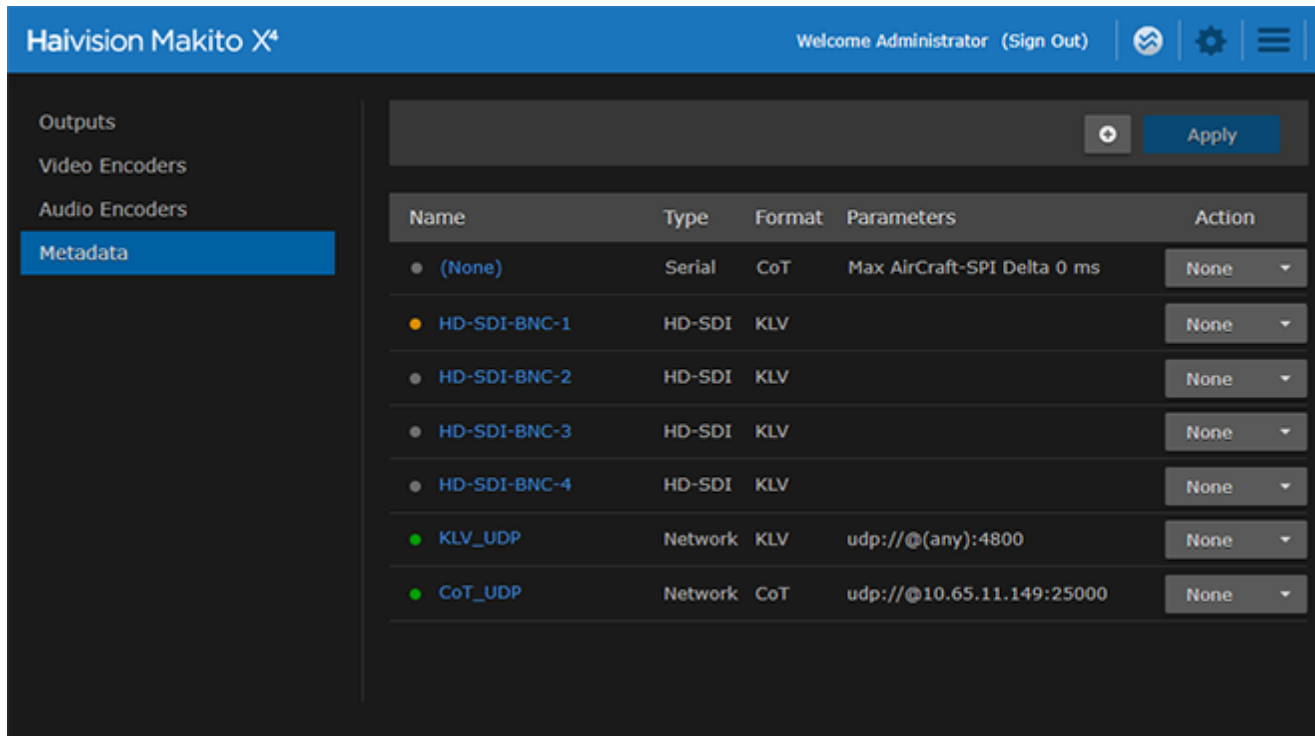 Haivision Makito X⁴ Welcome Administrator (Sign Out)
Outputs
Video Encoders
Audio Encoders
Metadata
Apply
Name Type Format Parameters Action
(None) Serial CoT Max AirCraft-SPI Delta 0 ms None
HD-SDI-BNC-1 HD-SDI KLV None
HD-SDI-BNC-2 HD-SDI KLV None
HD-SDI-BNC-3 HD-SDI KLV None
HD-SDI-BNC-4 HD-SDI KLV None
KLV_UDP Network KLV udp://@(any):4800 None
CoT_UDP Network CoT udp://@10.65.11.149:25000 None